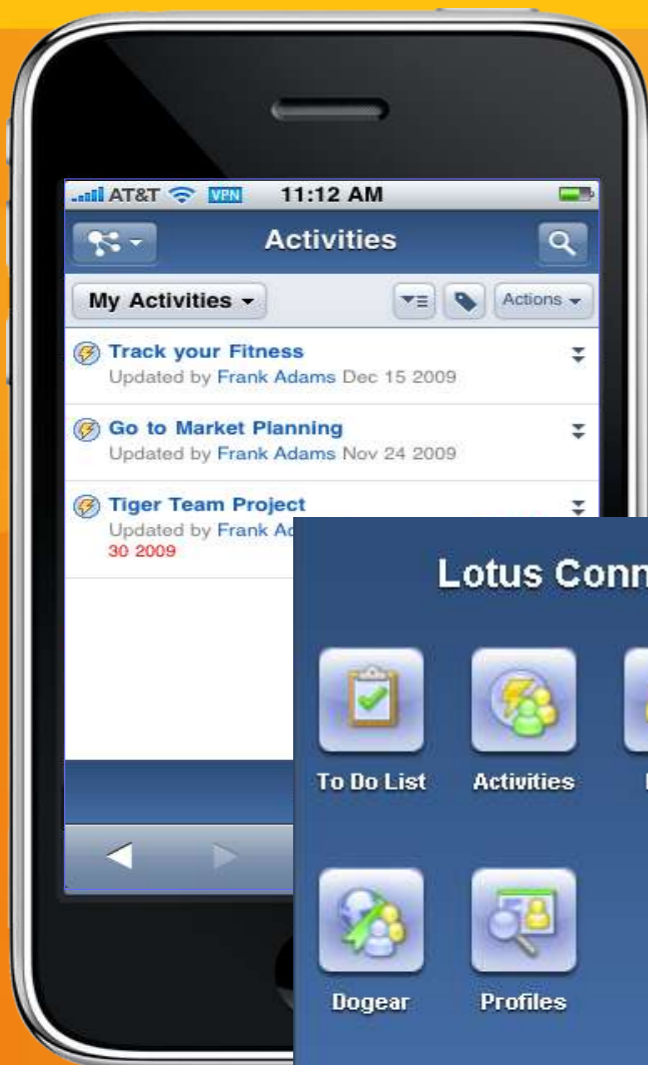 AT&T VPN 11:12 AM
Activities
My Activities
Actions
Track your Fitness
Updated by Frank Adams Dec 15 2009
Go to Market Planning
Updated by Frank Adams Nov 24 2009
Tiger Team Project
Updated by Frank
30 2009
Lotus
To Do List
Activities
Dogear
Profiles